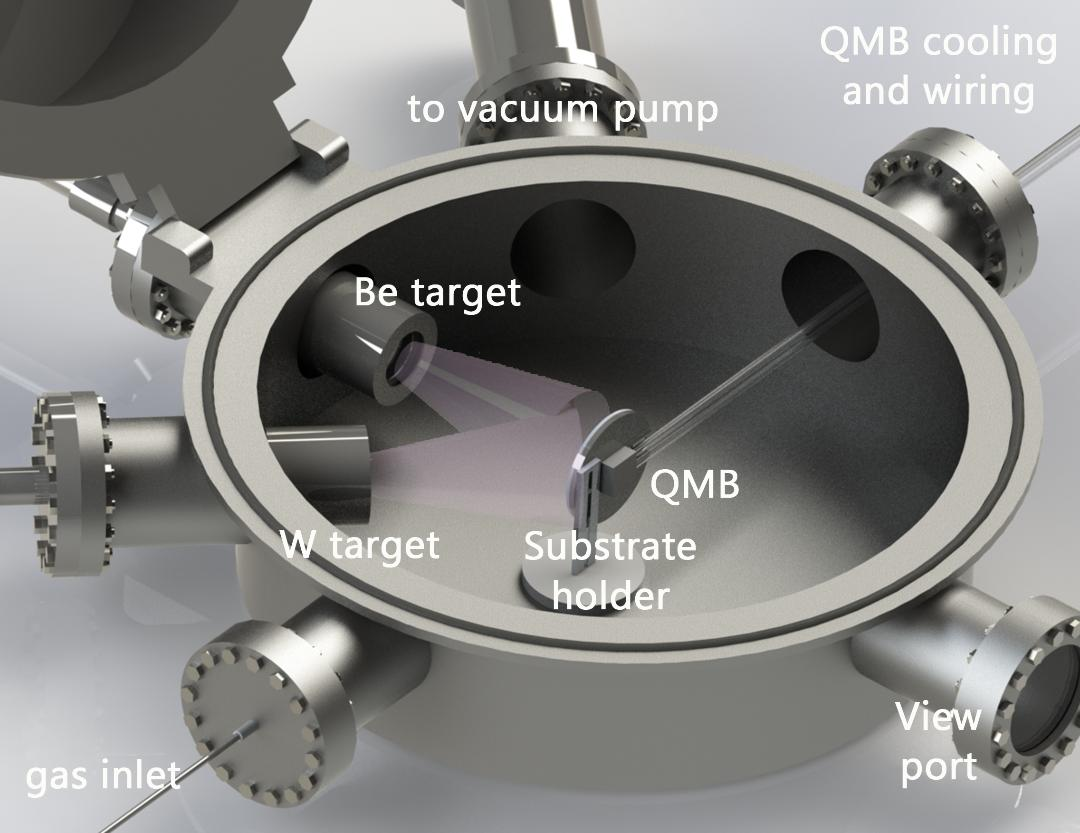 QMB cooling
and wiring
to vacuum pump
Be target
QMB
W target
Substrate
holder
View
port
gas inlet